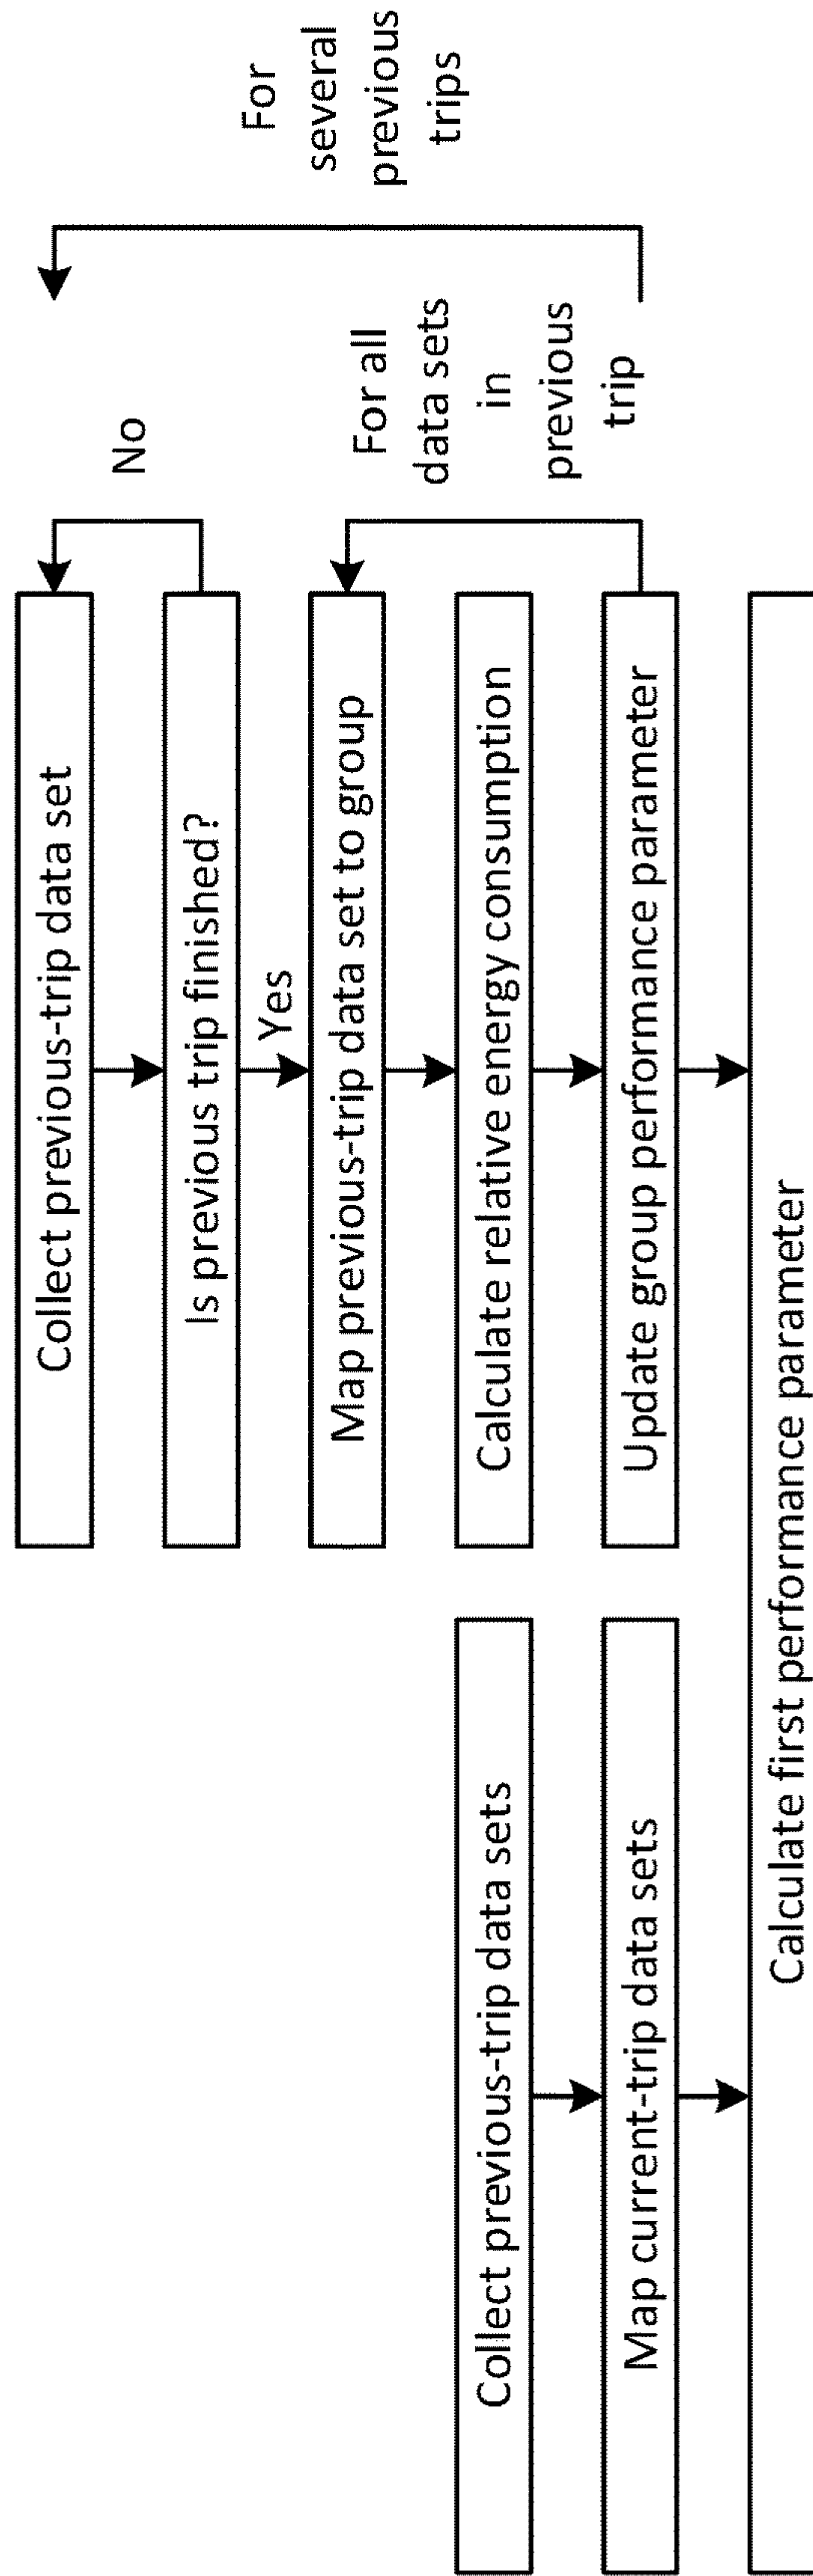 Collect previous-trip data set
Is previous trip finished?
No
Yes
Map previous-trip data set to group
For all
data sets
in
previous
trip
For
several
previous
trips
Collect previous-trip data sets
Calculate relative energy consumption
Map current-trip data sets
Update group performance parameter
Calculate first performance parameter